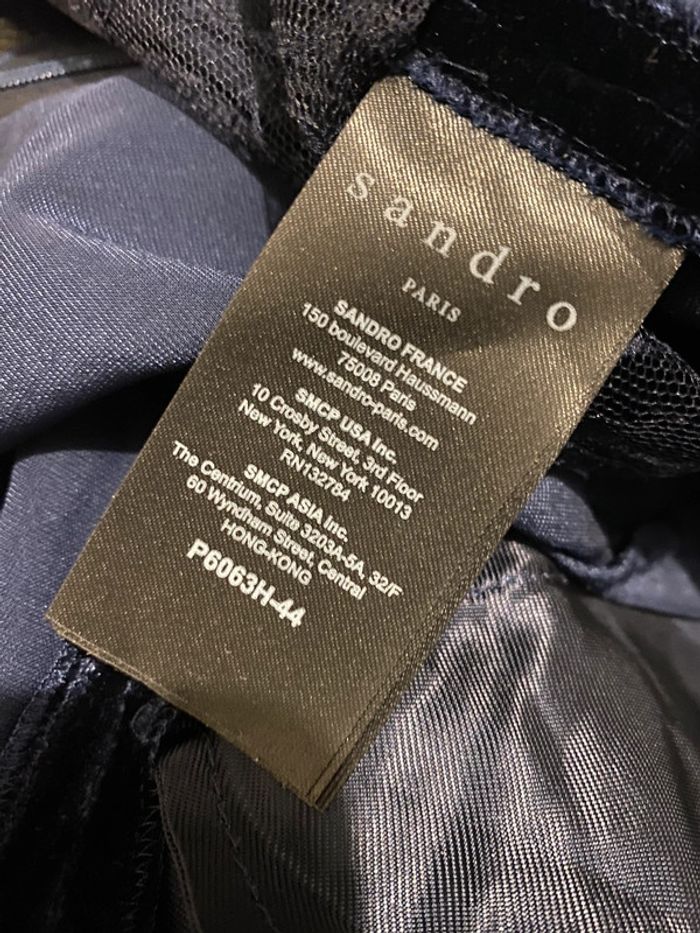 sandro
PARIS
SANDRO FRANCE
150 boulevard Haussmann
75008 Paris
www.sandro-paris.com
SMCP USA Inc.
10 Crosby Street, 3rd Floor
New York, New York 10013
RN132764
SMCP ASIA Inc.
The Centrium, Suite 3203A-5A, 32/F
60 Wyndham Street, Central
HONG-KONG
P6063H-44